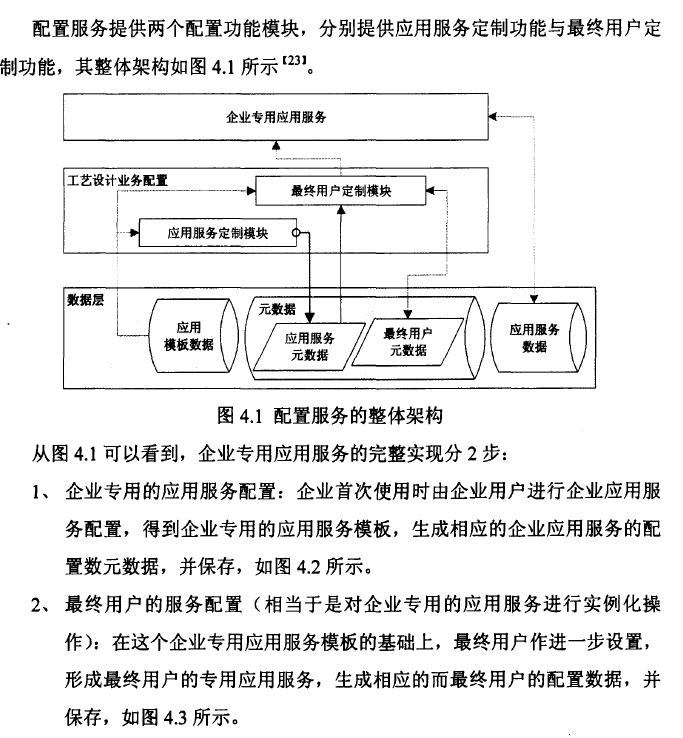 配置服务提供两个配置功能模块，分别提供应用服务定制功能与最终用户定
制功能，其整体架构如图 4.1 所示【23】。
企业专用应用服务
工艺设计业务配置
最终用户定制模块
应用服务定制模块
数据层
元数据
应用
模板数据
应用服务
元数据
最终用户
元数据
应用服务
数据
图 4.1 配置服务的整体架构
从图 4.1 可以看到，企业专用应用服务的完整实现分 2 步：
1、 企业专用的应用服务配置：企业首次使用时由企业用户进行企业应用服
务配置，得到企业专用的应用服务模板，生成相应的企业应用服务的配
置数元数据，并保存，如图 4.2 所示。
2、 最终用户的服务配置（相当于是对企业专用的应用服务进行实例化操
作）：在这个企业专用应用服务模板的基础上，最终用户作进一步设置，
形成最终用户的专用应用服务，生成相应的而最终用户的配置数据，并
保存，如图 4.3 所示。